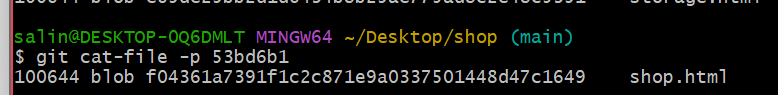 salin@DESKTOP-OQ6DMLT MINGW64 ~/Desktop/shop (main)
$ git cat-file -p 53bd6b1
100644 blob f04361a7391f1c2c871e9a0337501448d47c1649 shop.html